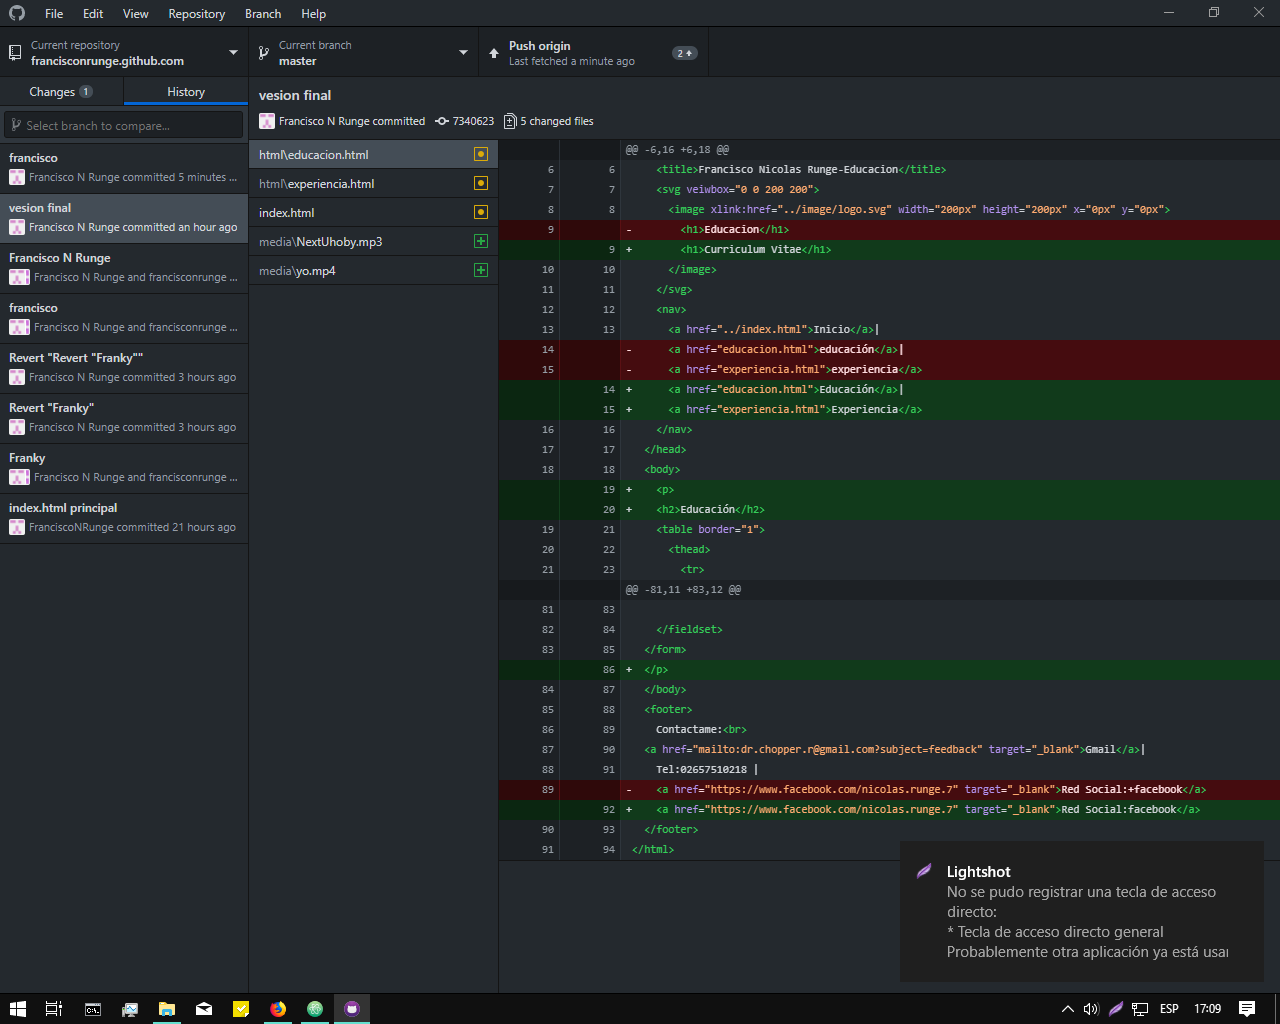 File Edit View Repository Branch Help
Current repository
francisconrunge.github.com
Current branch
master
Push origin
Last fetched a minute ago
2
Changes 1
History
Select branch to compare...
francisco
Francisco N Runge committed 5 minutes ...
vesion final
Francisco N Runge committed an hour ago
Francisco N Runge
Francisco N Runge and francisconrunge ...
francisco
Francisco N Runge and francisconrunge ...
Revert "Revert "Franky""
Francisco N Runge committed 3 hours ago
Revert "Franky"
Francisco N Runge committed 3 hours ago
Franky
Francisco N Runge and francisconrunge ...
index.html principal
FranciscoNRunge committed 21 hours ago
vesion final
Francisco N Runge committed 7340623 5 changed files
html\educacion.html
html\experiencia.html
index.html
media\NextUhoby.mp3
media\yo.mp4
@@ -6,16 +6,18 @@
6 6 <title>Francisco Nicolas Runge-Educacion</title>
7 7 <svg veiwbox="0 0 200 200">
8 8 <image xlink:href="../image/logo.svg" width="200px" height="200px" x="0px" y="0px">
9 - <h1>Educacion</h1>
9 + <h1>Curriculum Vitae</h1>
10 10 </image>
11 11 </svg>
12 12 <nav>
13 13 <a href="../index.html">Inicio</a>|
14 - <a href="educacion.html">educación</a>|
15 - <a href="experiencia.html">experiencia</a>
14 + <a href="educacion.html">Educación</a>|
15 + <a href="experiencia.html">Experiencia</a>
16 16 </nav>
17 17 </head>
18 18 <body>
19 + <p>
20 + <h2>Educación</h2>
19 21 <table border="1">
20 22 <thead>
21 23 <tr>
@@ -81,11 +83,12 @@
81 83
82 84 </fieldset>
83 85 </form>
86 + </p>
84 87 </body>
85 88 <footer>
86 89 Contactame:<br>
87 90 <a href="mailto:dr.chopper.r@gmail.com?subject=feedback" target="_blank">Gmail</a>|
88 91 Tel:02657510218 |
89 - <a href="https://www.facebook.com/nicolas.runge.7" target="_blank">Red Social:+facebook</a>
92 + <a href="https://www.facebook.com/nicolas.runge.7" target="_blank">Red Social:facebook</a>
90 93 </footer>
91 94 </html>
Lightshot
No se pudo registrar una tecla de acceso
directo:
* Tecla de acceso directo general
Probablemente otra aplicación ya está usar
ESP 17:09